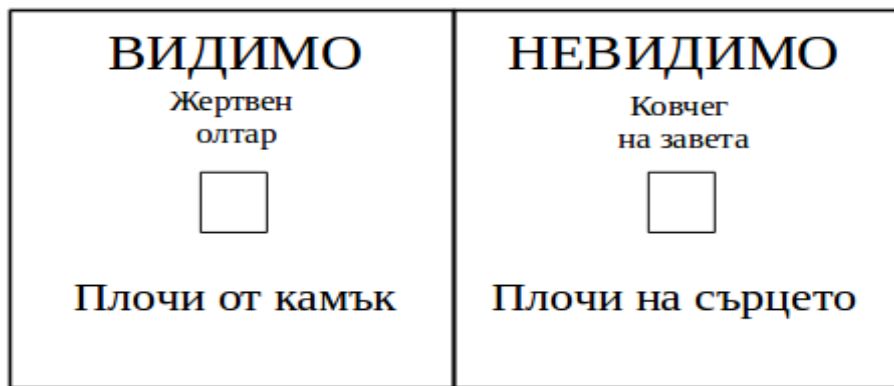 ВИДИМО
Жертвен
олтар
Плочи от камък
НЕВИДИМО
Ковчег
на завета
Плочи на сърцето